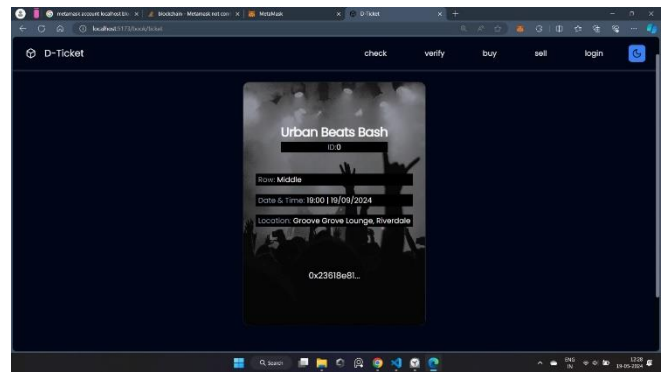 metamask account localhost blo
blockchain - Metamask not con
MetaMask
D-Ticket
localhost:5173/book/ticket
D-Ticket
check
verify
buy
sell
login
Urban Beats Bash
ID:0
Row: Middle
Date & Time: 19:00 | 19/09/2024
Location: Groove Grove Lounge, Riverdale
0x23618e81...
Search
ENG
IN
12:28
19-05-2024